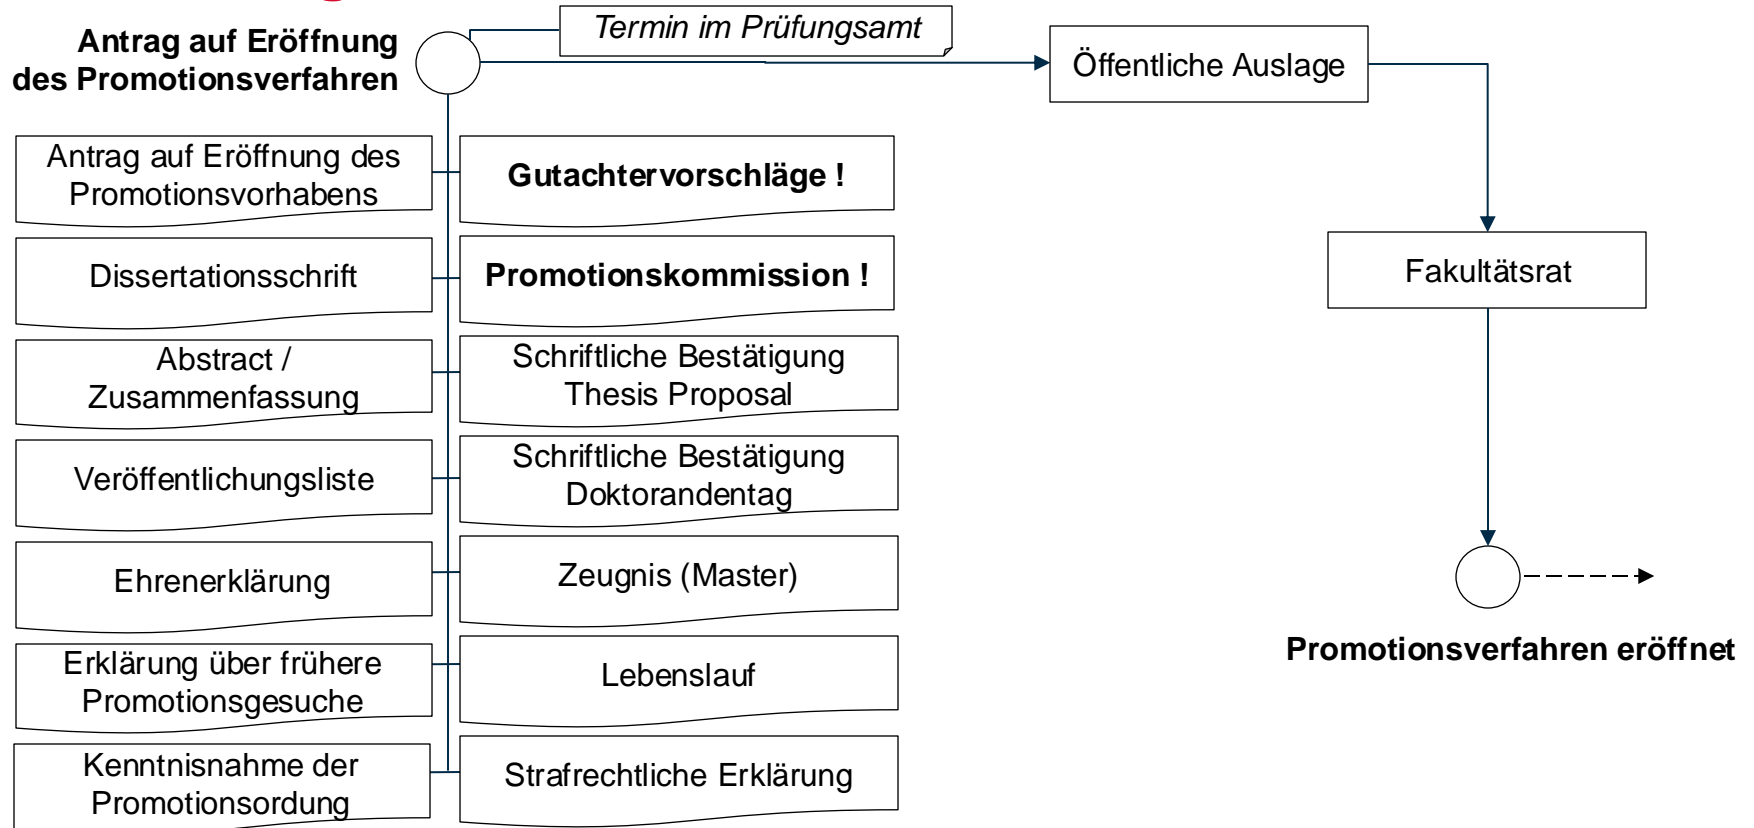 Antrag auf Eröffnung
des Promotionsverfahren
Termin im Prüfungsamt
Öffentliche Auslage
Fakultätsrat
Promotionsverfahren eröffnet
Antrag auf Eröffnung des
Promotionsvorhabens
Gutachtervorschläge !
Dissertationsschrift
Promotionskommission !
Abstract /
Zusammenfassung
Schriftliche Bestätigung
Thesis Proposal
Veröffentlichungsliste
Schriftliche Bestätigung
Doktorandentag
Ehrenerklärung
Zeugnis (Master)
Erklärung über frühere
Promotionsgesuche
Lebenslauf
Kenntnisnahme der
Promotionsordung
Strafrechtliche Erklärung